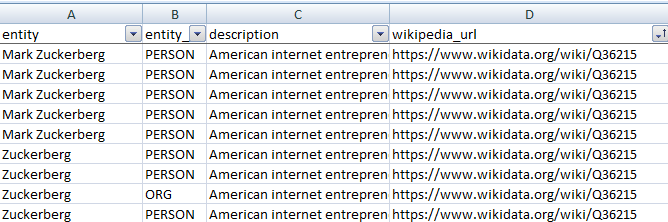 A B C D
entity entity_ description wikipedia_url
Mark Zuckerberg PERSON American internet entrepren https://www.wikidata.org/wiki/Q36215
Mark Zuckerberg PERSON American internet entrepren https://www.wikidata.org/wiki/Q36215
Mark Zuckerberg PERSON American internet entrepren https://www.wikidata.org/wiki/Q36215
Mark Zuckerberg PERSON American internet entrepren https://www.wikidata.org/wiki/Q36215
Mark Zuckerberg PERSON American internet entrepren https://www.wikidata.org/wiki/Q36215
Zuckerberg PERSON American internet entrepren https://www.wikidata.org/wiki/Q36215
Zuckerberg PERSON American internet entrepren https://www.wikidata.org/wiki/Q36215
Zuckerberg ORG American internet entrepren https://www.wikidata.org/wiki/Q36215
Zuckerberg PERSON American internet entrepren https://www.wikidata.org/wiki/Q36215